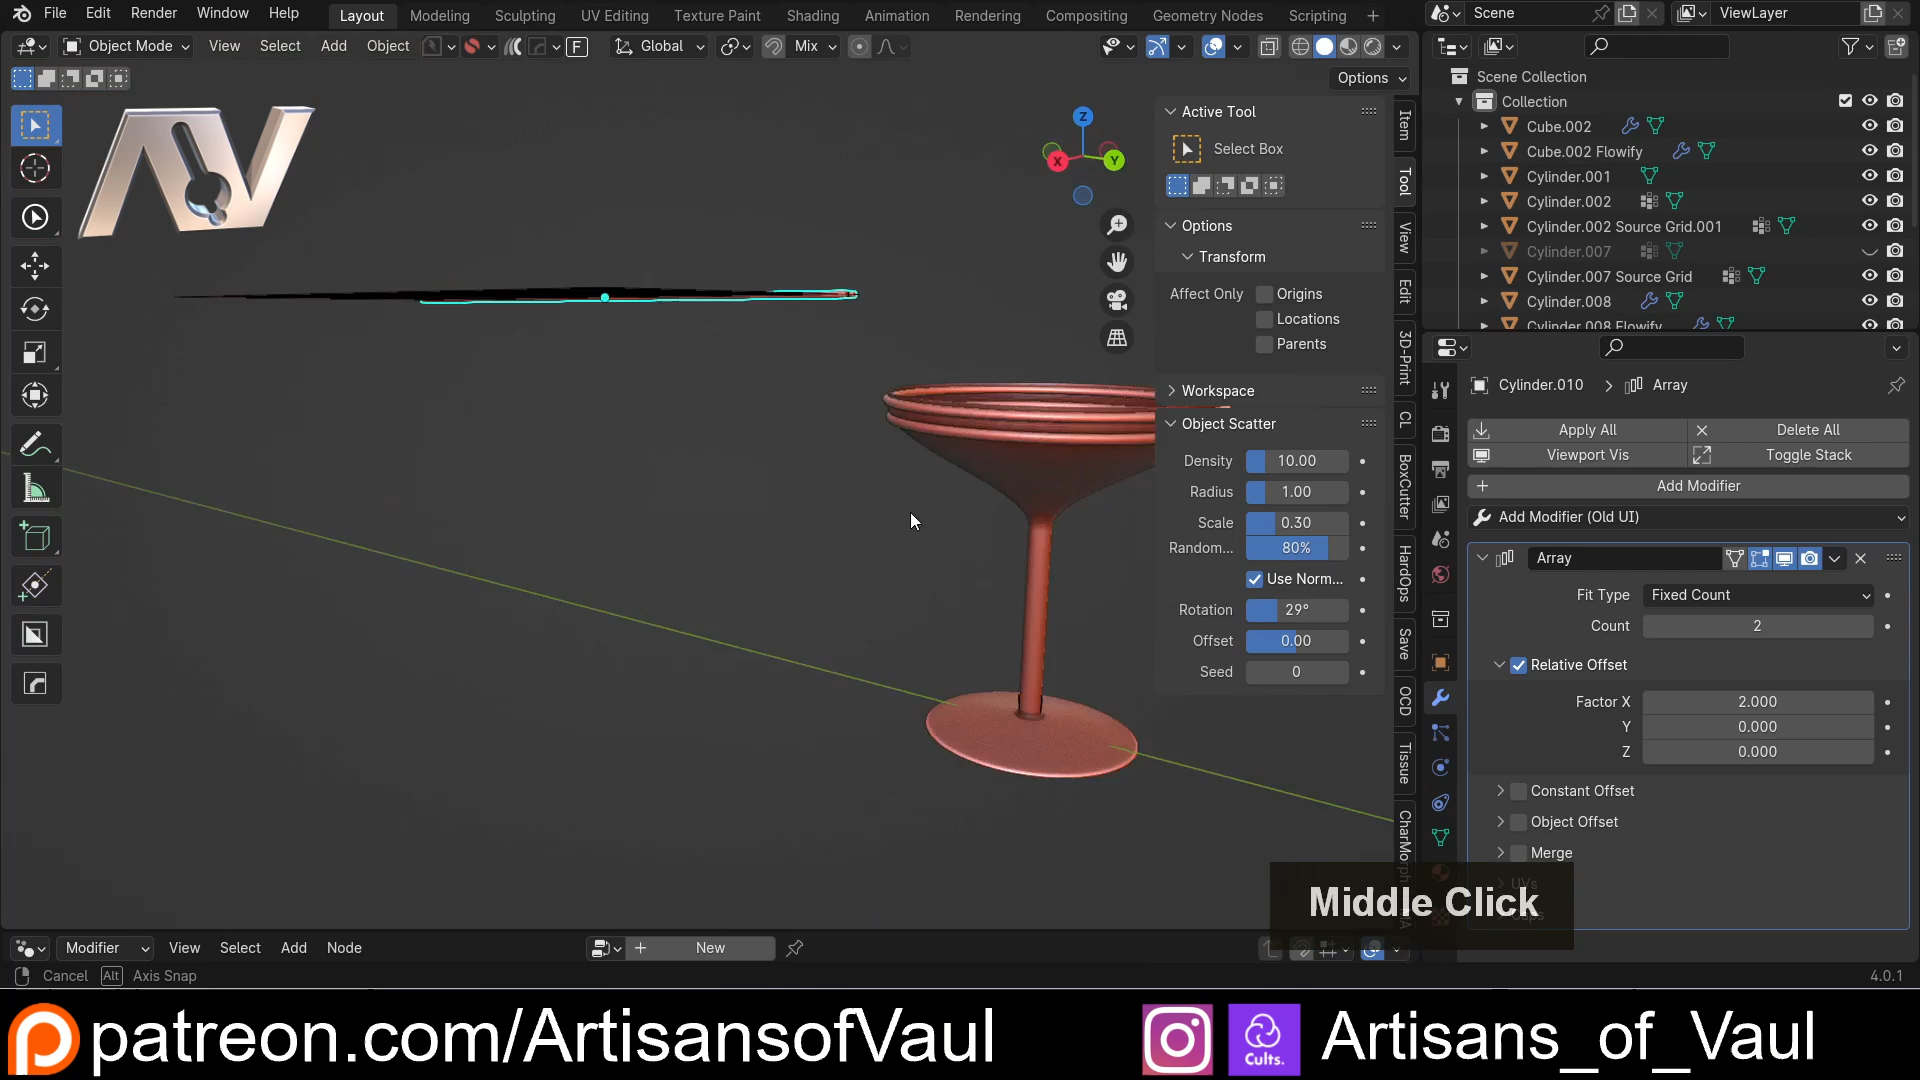 File Edit Render Window Help Layout Modeling Sculpting UV Editing Texture Paint Shading Animation Rendering Compositing Geometry Nodes Scripting + Scene ViewLayer
Object Mode View Select Add Object F Global Mix
Options
Active Tool
Select Box
Options
Transform
Affect Only Origins
Locations
Parents
Workspace
Object Scatter
Density 10.00
Radius 1.00
Scale 0.30
Random... 80%
Use Norm...
Rotation 29°
Offset 0.00
Seed 0
Z
X
Y
Item
Tool
View
Edit
3D-Print
CL
BoxCutter
HardOps
Save
OCD
Tissue
CharMorph
Scene Collection
Collection
Cube.002
Cube.002 Flowify
Cylinder.001
Cylinder.002
Cylinder.002 Source Grid.001
Cylinder.007
Cylinder.007 Source Grid
Cylinder.008
Cylinder.008 Flowify
Cylinder.010 > Array
Apply All Delete All
Viewport Vis Toggle Stack
Add Modifier
Add Modifier (Old UI)
Array
Fit Type Fixed Count
Count 2
Relative Offset
Factor X 2.000
Y 0.000
Z 0.000
Constant Offset
Object Offset
Merge
UVs
Middle Click
Modifier View Select Add Node New
Cancel Alt Axis Snap 4.0.1
patreon.com/ArtisansofVaul Cults. Artisans_of_Vaul